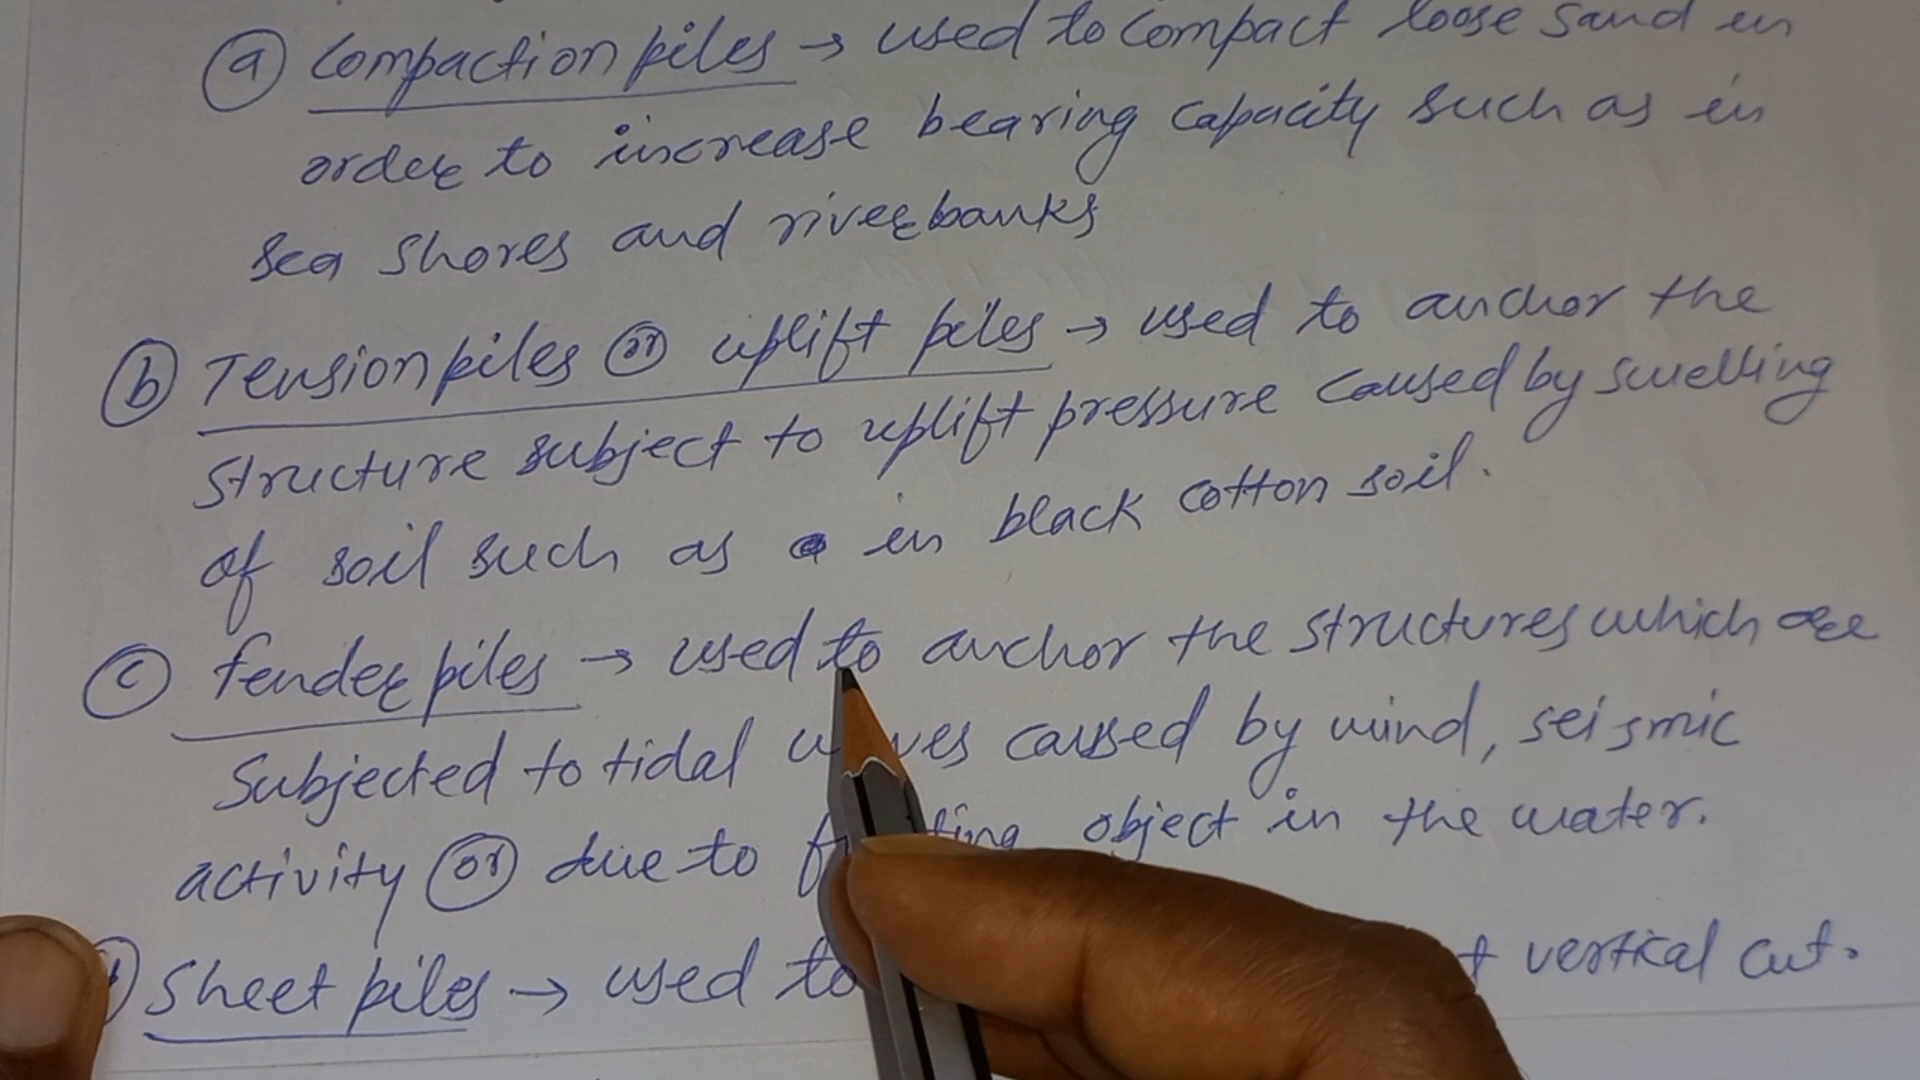 (a) Compaction piles → used to compact loose sand in
order to increase bearing capacity such as in
sea shores and riverbanks
(b) Tension piles (or) uplift piles → used to anchor the
structure subject to uplift pressure caused by swelling
of soil such as in black cotton soil.
(c) fender piles → used to anchor the structures which are
Subjected to tidal waves caused by wind, seismic
activity (or) due to object in the water.
Sheet piles → used to vertical cut.